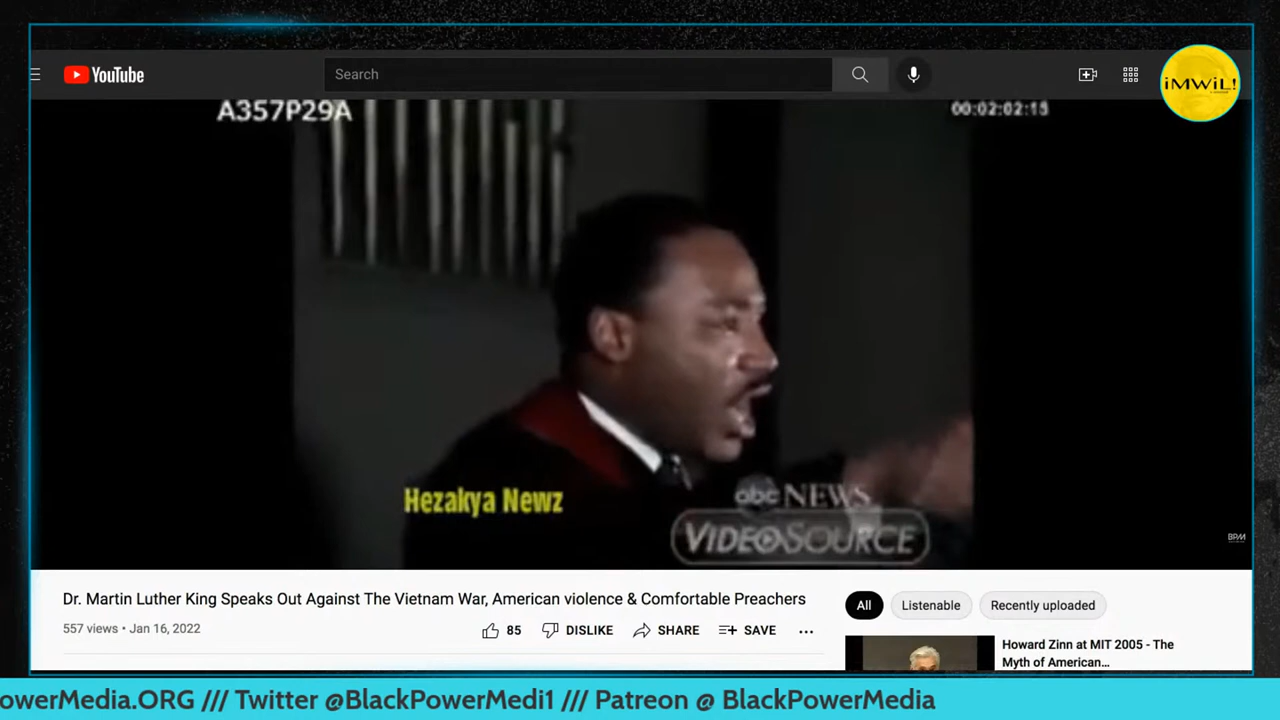 YouTube
Search
iMWiL!
A357P29A
00:02:02:15
Hezakya Newz
abc NEWS
VIDEOSOURCE
BPM
Dr. Martin Luther King Speaks Out Against The Vietnam War, American violence & Comfortable Preachers
557 views • Jan 16, 2022
85
DISLIKE
SHARE
SAVE
All
Listenable
Recently uploaded
Howard Zinn at MIT 2005 - The
Myth of American...
owerMedia.ORG /// Twitter @BlackPowerMedi1 /// Patreon @ BlackPowerMedia